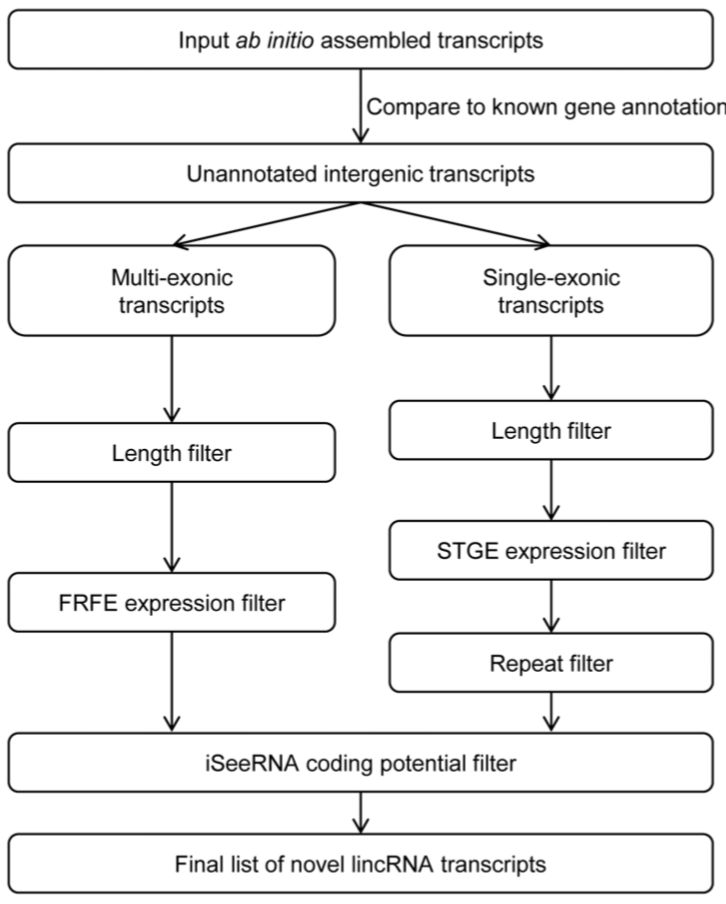 Input ab initio assembled transcripts
Compare to known gene annotation
Unannotated intergenic transcripts
Multi-exonic
transcripts
Single-exonic
transcripts
Length filter
Length filter
STGE expression filter
FRFE expression filter
Repeat filter
iSeeRNA coding potential filter
Final list of novel lincRNA transcripts